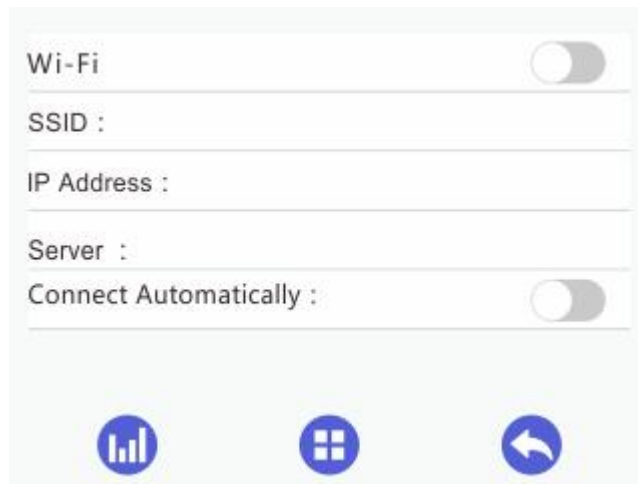 Wi-Fi
SSID :
IP Address :
Server :
Connect Automatically :